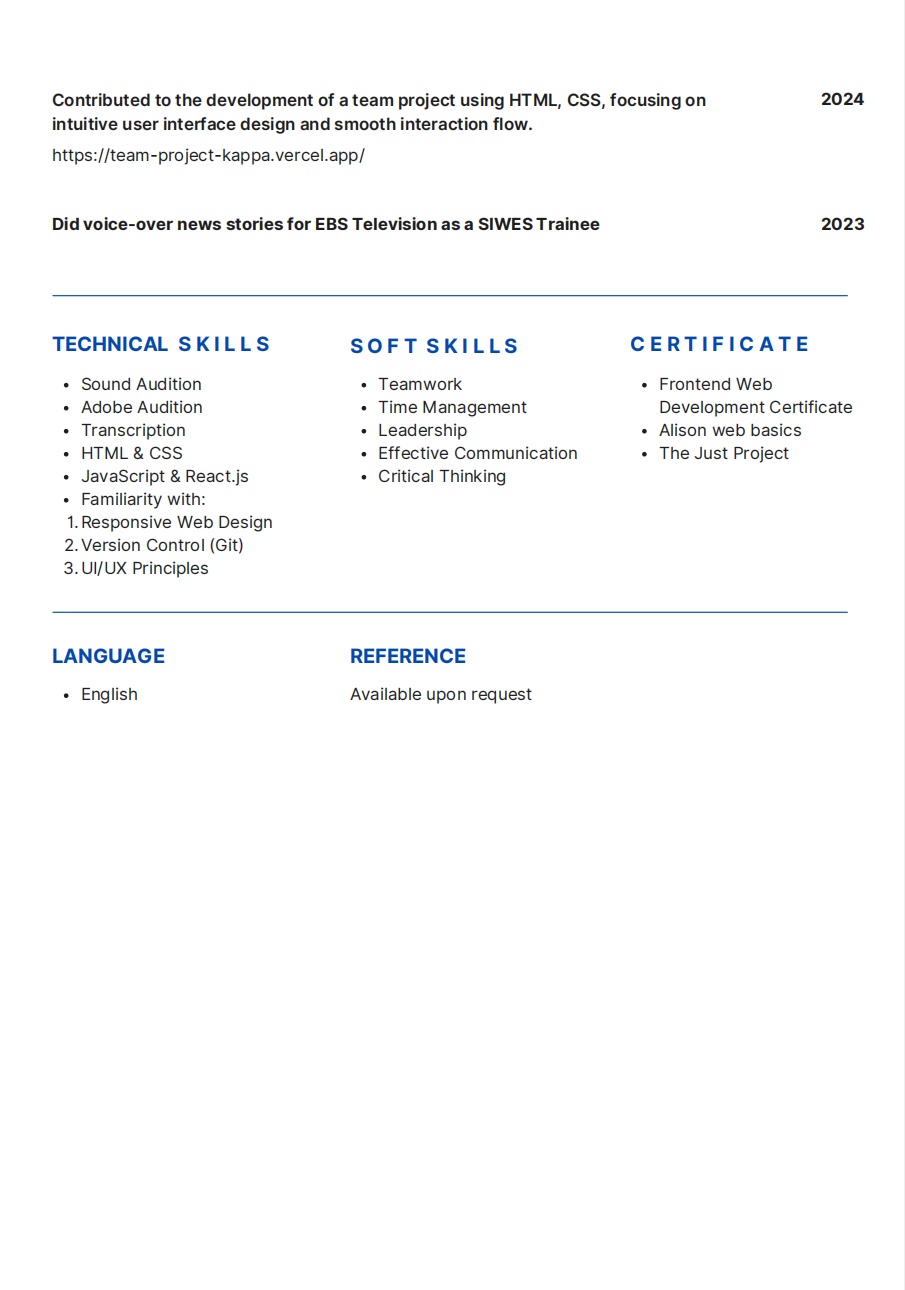 Contributed to the development of a team project using HTML, CSS, focusing on 2024
intuitive user interface design and smooth interaction flow.
https://team-project-kappa.vercel.app/
Did voice-over news stories for EBS Television as a SIWES Trainee 2023
TECHNICAL SKILLS
• Sound Audition
• Adobe Audition
• Transcription
• HTML & CSS
• JavaScript & React.js
• Familiarity with:
1. Responsive Web Design
2. Version Control (Git)
3. UI/UX Principles
SOFT SKILLS
• Teamwork
• Time Management
• Leadership
• Effective Communication
• Critical Thinking
CERTIFICATE
• Frontend Web
Development Certificate
• Alison web basics
• The Just Project
LANGUAGE
• English
REFERENCE
Available upon request